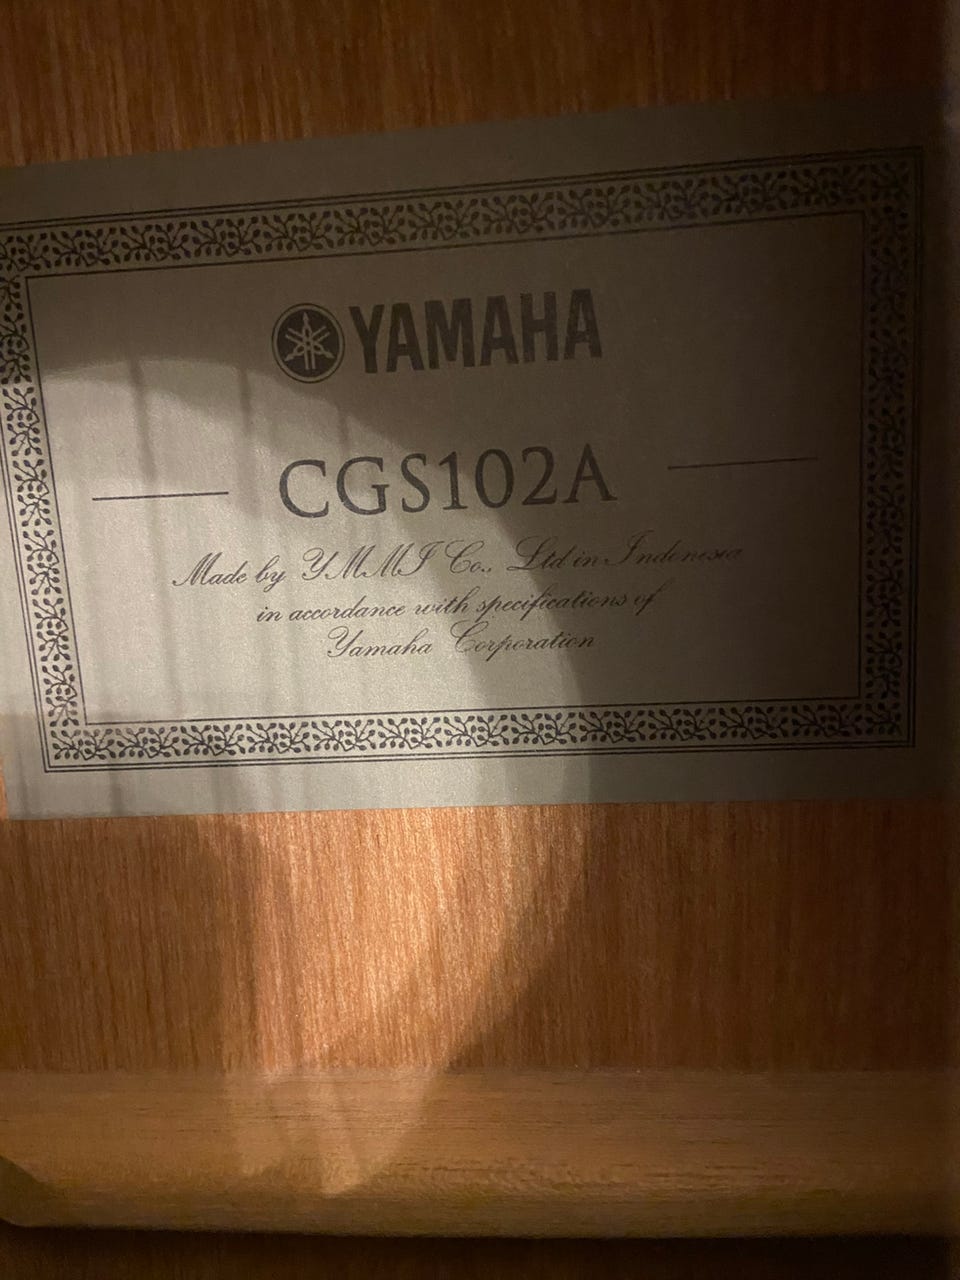 YAMAHA
CGS102A
Made by YMMI Co., Ltd in Indonesia
in accordance with specifications of
Yamaha Corporation